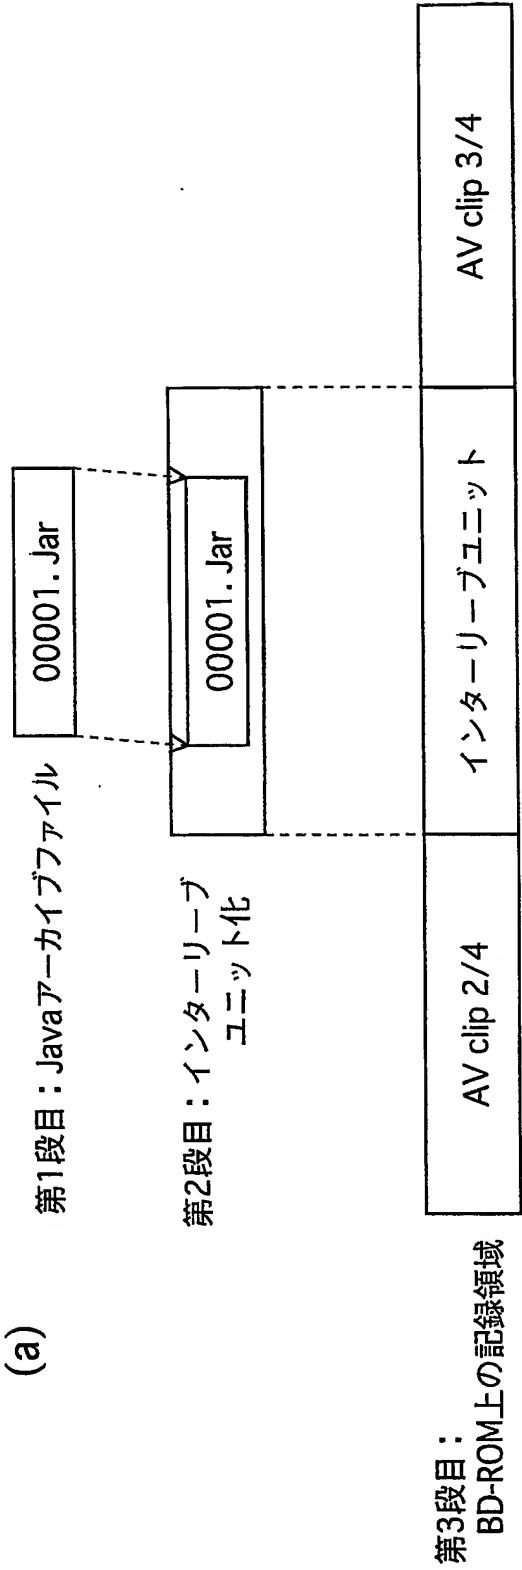 (a)
第1段目：Javaアーカイブファイル
00001. Jar
第2段目：インターリーブ
ユニット化
00001. Jar
第3段目：
BD-ROM上の記録領域
AV clip 2/4
インターリーブユニット
AV clip 3/4